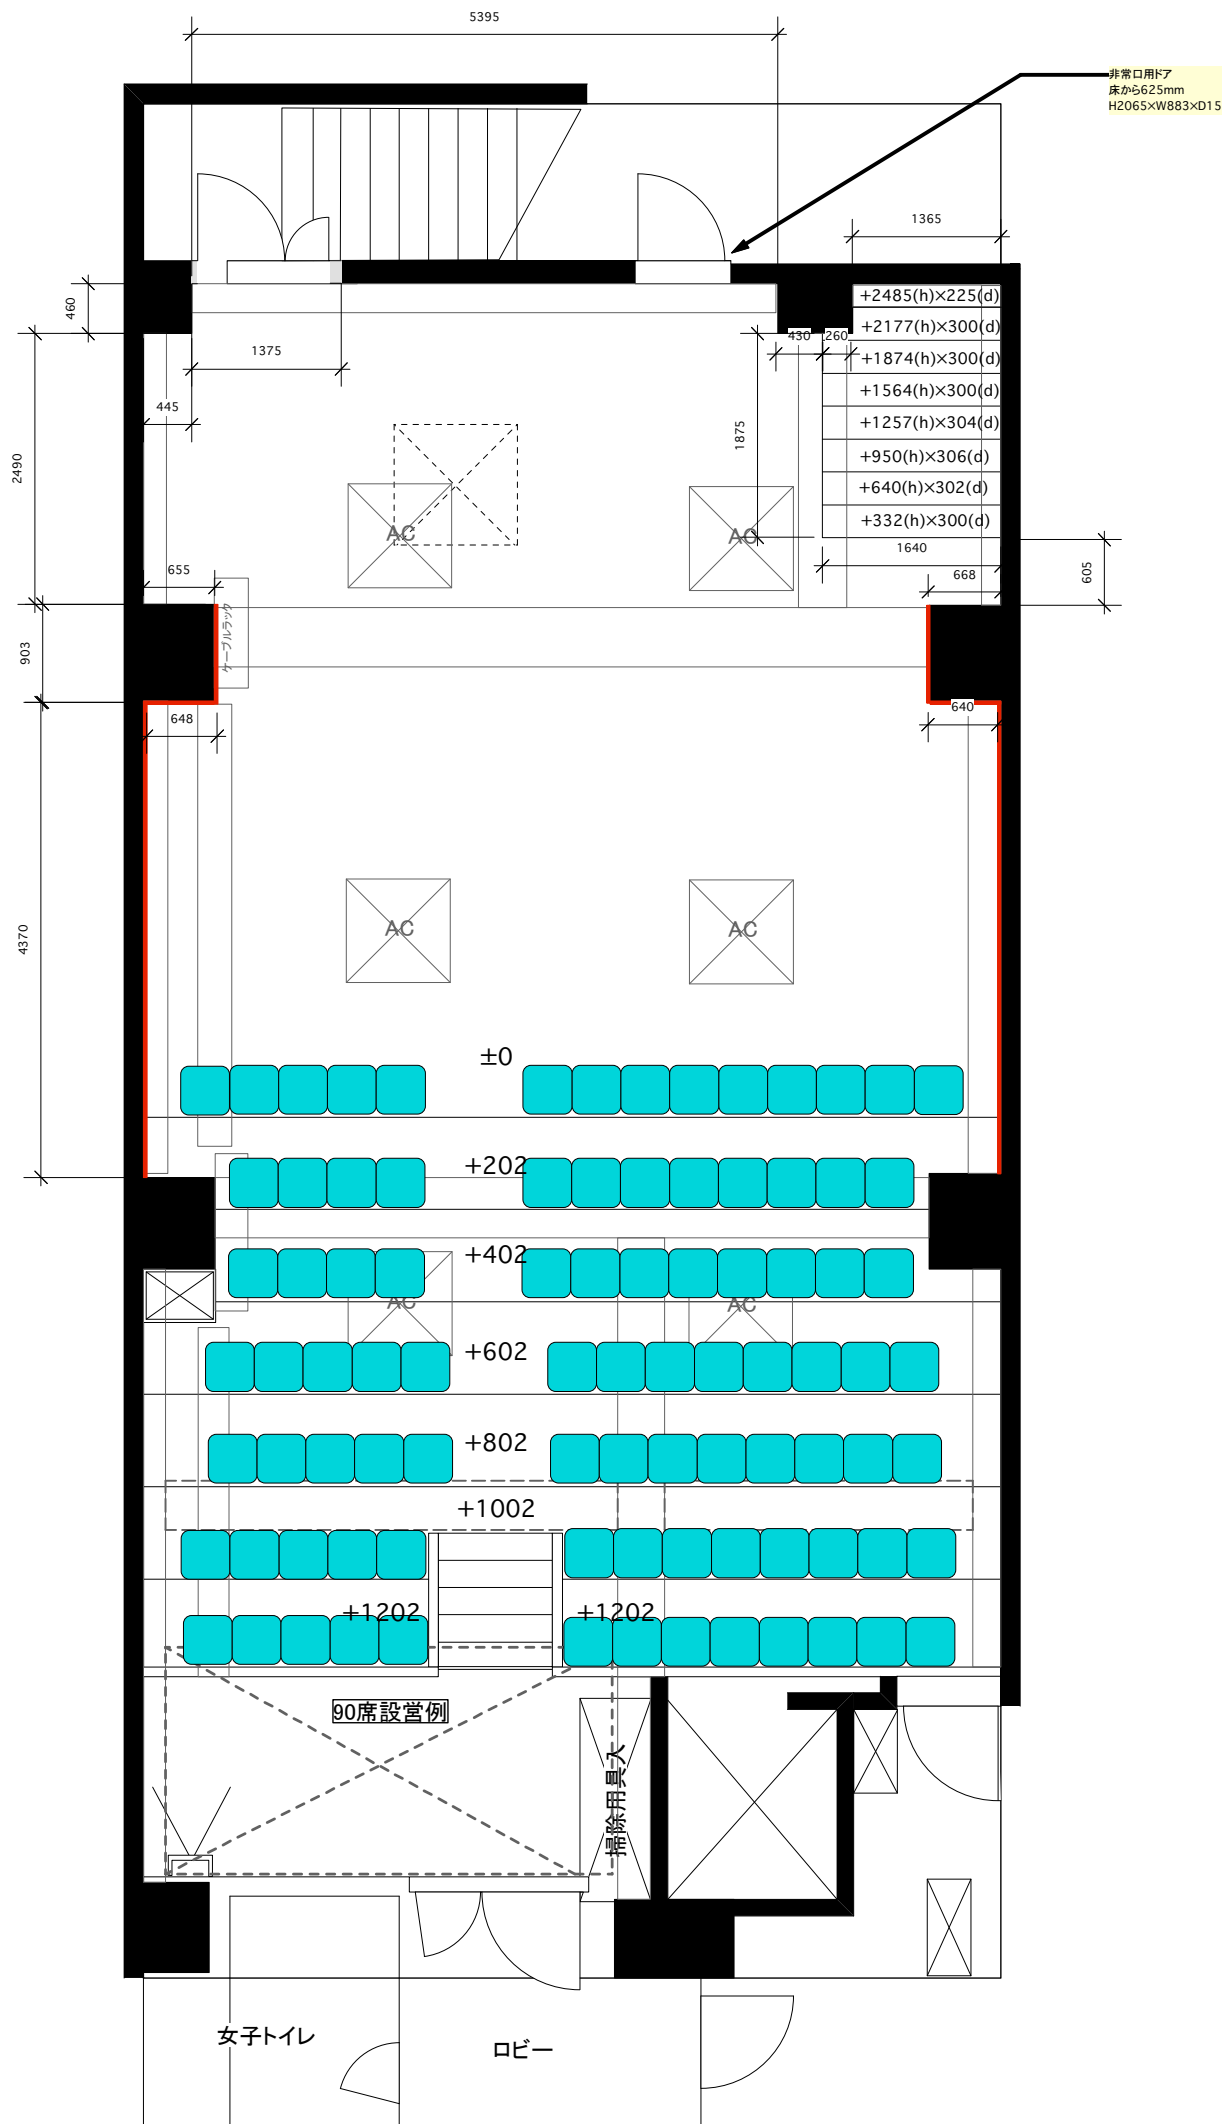 5395
非常口用ドア
床から625mm
H2065×W883×D15
1365
460
+2485(h)×225(d)
+2177(h)×300(d)
430
260
1375
+1874(h)×300(d)
+1564(h)×300(d)
445
1875
+1257(h)×304(d)
2490
+950(h)×306(d)
+640(h)×302(d)
+332(h)×300(d)
AC
AC
1640
655
668
605
ケーブルラック
903
648
640
4370
AC
AC
±0
+202
+402
AC
AC
+602
+802
+1002
+1202
+1202
90席設営例
掃除用具入
女子トイレ
ロビー